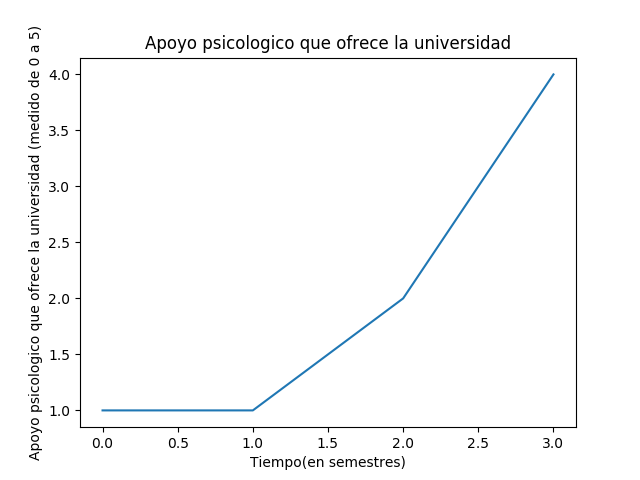 Apoyo psicologico que ofrece la universidad
Apoyo psicologico que ofrece la universidad (medido de 0 a 5)
4.0
3.5
3.0
2.5
2.0
1.5
1.0
0.0 0.5 1.0 1.5 2.0 2.5 3.0
Tiempo(en semestres)